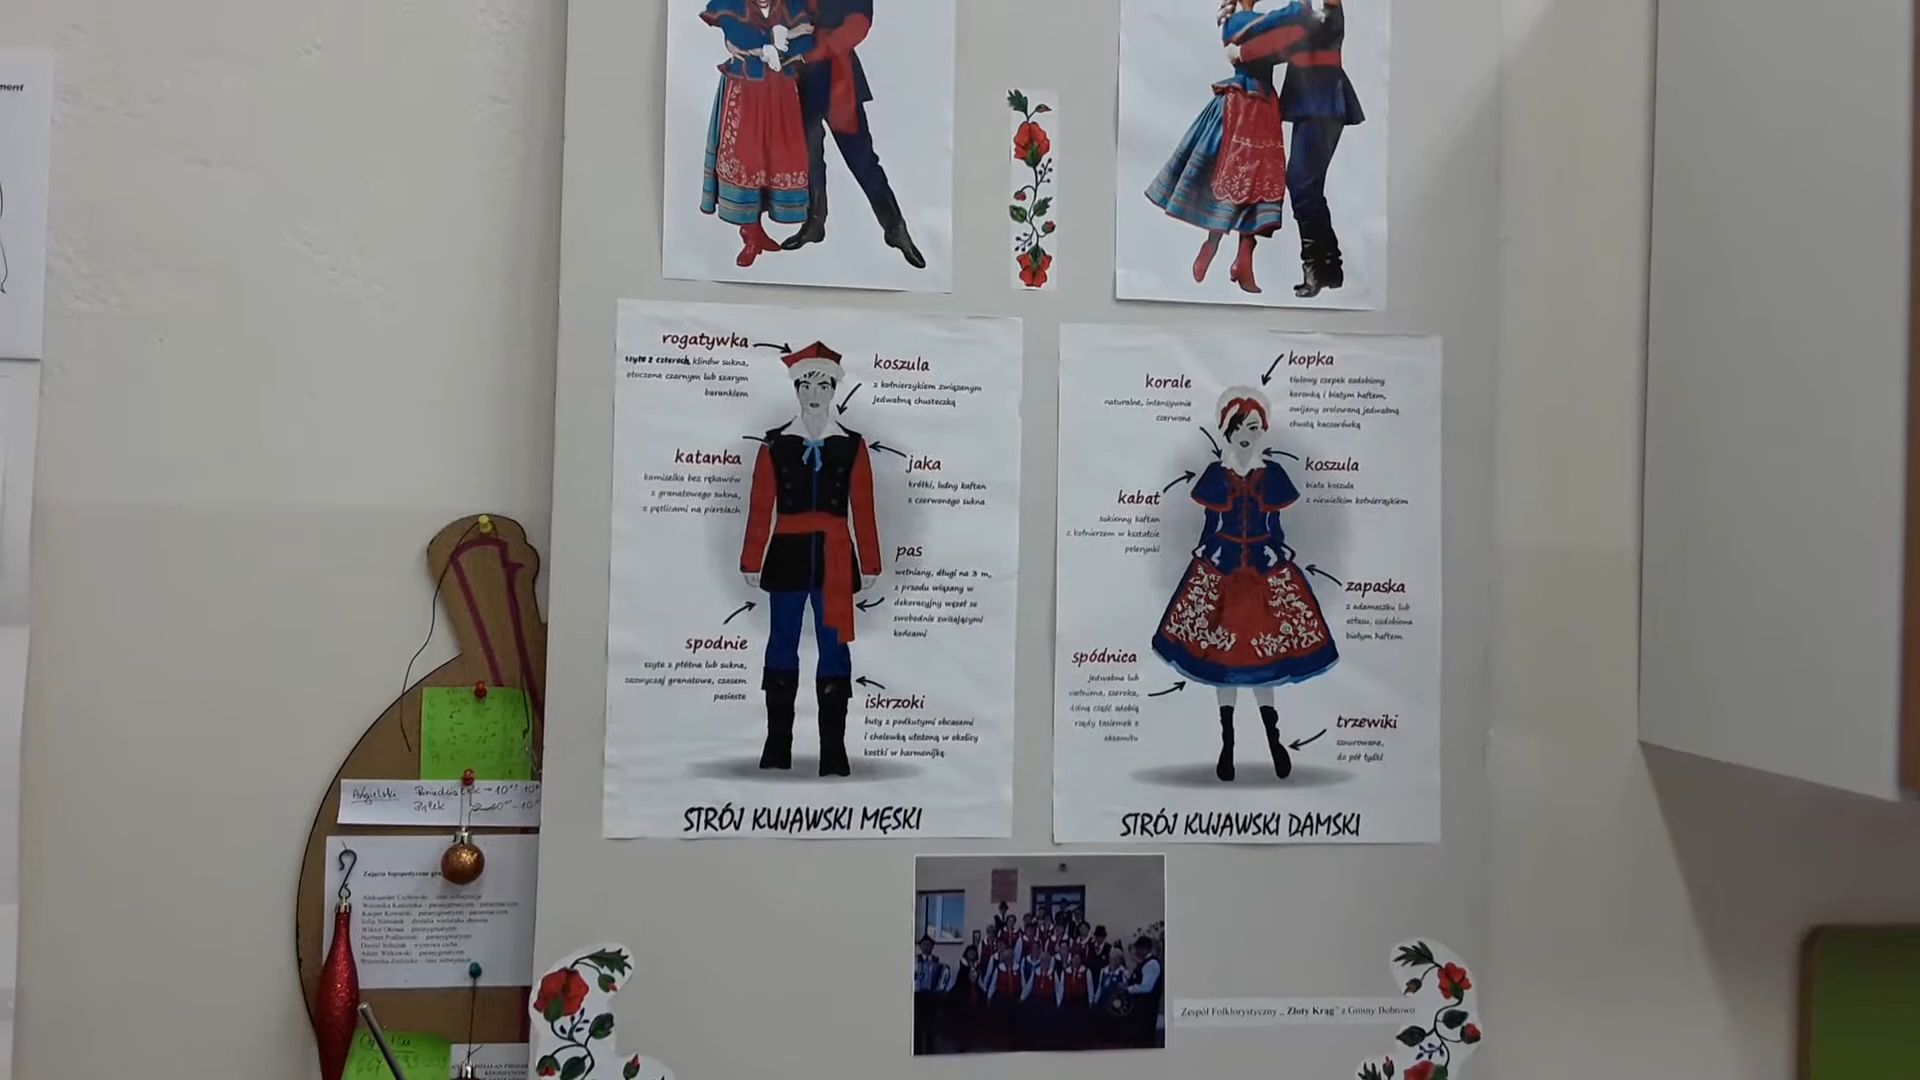 rogatywka
szyte z czterech klinów sukna,
otoczona czarnym lub szarym
barankiem
koszula
z kołnierzykiem związanym
jedwabną chusteczką
katanka
kamizelka bez rękawów
z granatowego sukna,
z pętlicami na piersiach
jaka
krótki, luźny kaftan
z czerwonego sukna
pas
wełniany, długi na 3 m,
z przodu wiązany w
dekoracyjny węzeł ze
swobodnie zwisającymi
końcami
spodnie
szyte z płótna lub sukna,
zazwyczaj granatowe, czasem
pasiaste
iskrzoki
buty z podkutymi obcasami
i cholewką ułożoną w okolicy
kostki w harmonijkę
STRÓJ KUJAWSKI MĘSKI
kopka
tiulowy czepek ozdobiony
koronką i białym haftem,
owijany zrolowaną jedwabną
chustą kaczorówką
korale
naturalne, intensywnie
czerwone
koszula
biała koszula
z niewielkim kołnierzykiem
kabat
sukienny kaftan
z kołnierzem w kształcie
pelerynki
zapaska
z adamaszku lub
atłasu, ozdobiona
białym haftem
spódnica
jedwabna lub
wełniana, szeroka,
dolną część zdobią
rzędy tasiemek z
aksamitu
trzewiki
sznurowane,
do pół łydki
STRÓJ KUJAWSKI DAMSKI
Zespół Folklorystyczny „ Złoty Krąg" z Gminy Bobrowo
Angielski
Piątek
Zajęcia logopedyczne